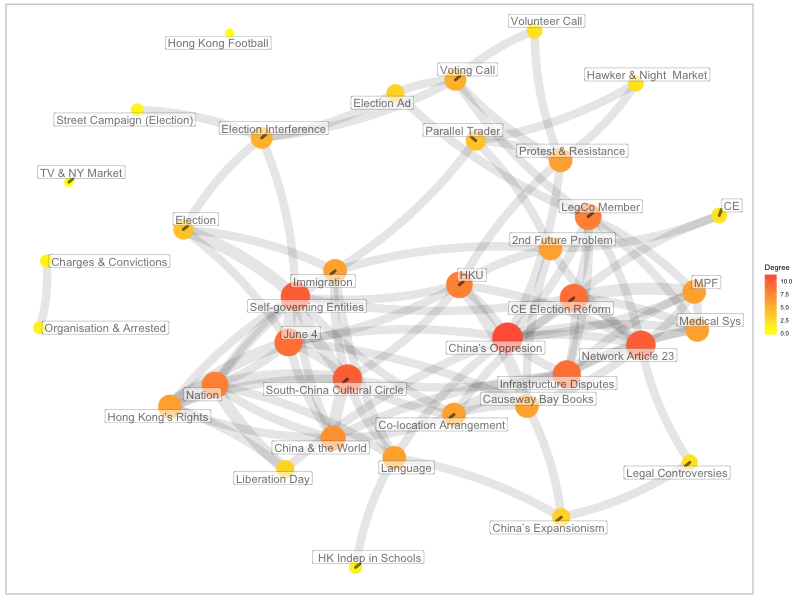 Volunteer Call
Hong Kong Football
Voting Call
Hawker & Night Market
Election Ad
Street Campaign (Election)
Election Interference
Parallel Trader
Protest & Resistance
TV & NY Market
CE
LegCo Member
Election
2nd Future Problem
Charges & Convictions
Immigration
HKU
MPF
Self-governing Entities
CE Election Reform
Organisation & Arrested
Medical Sys
June 4
China's Oppresion
Network Article 23
South-China Cultural Circle
Infrastructure Disputes
Nation
Causeway Bay Books
Hong Kong's Rights
Co-location Arrangement
China & the World
Language
Liberation Day
Legal Controversies
China's Expansionism
HK Indep in Schools
Degree
10.0
7.5
5.0
2.5
0.0